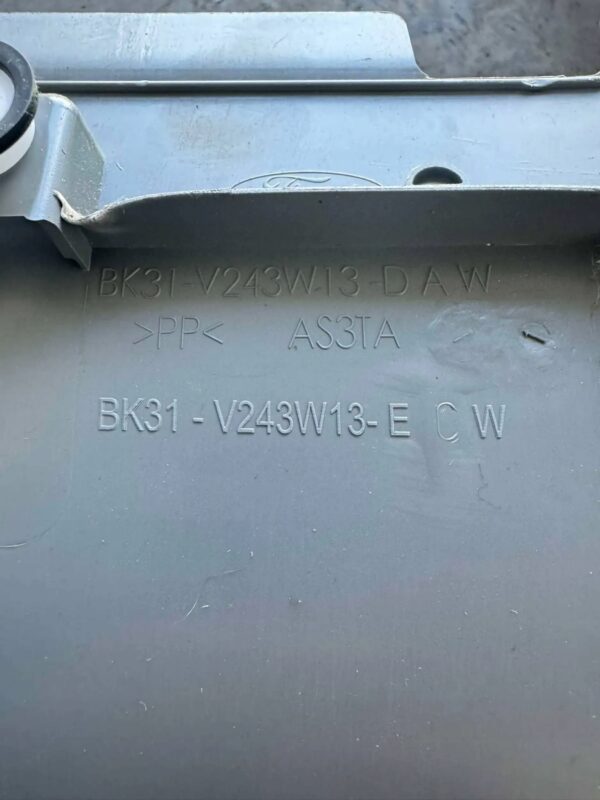 BK31-V243W13-DAW
>PP< AS3TA
BK31-V243W13-E C W